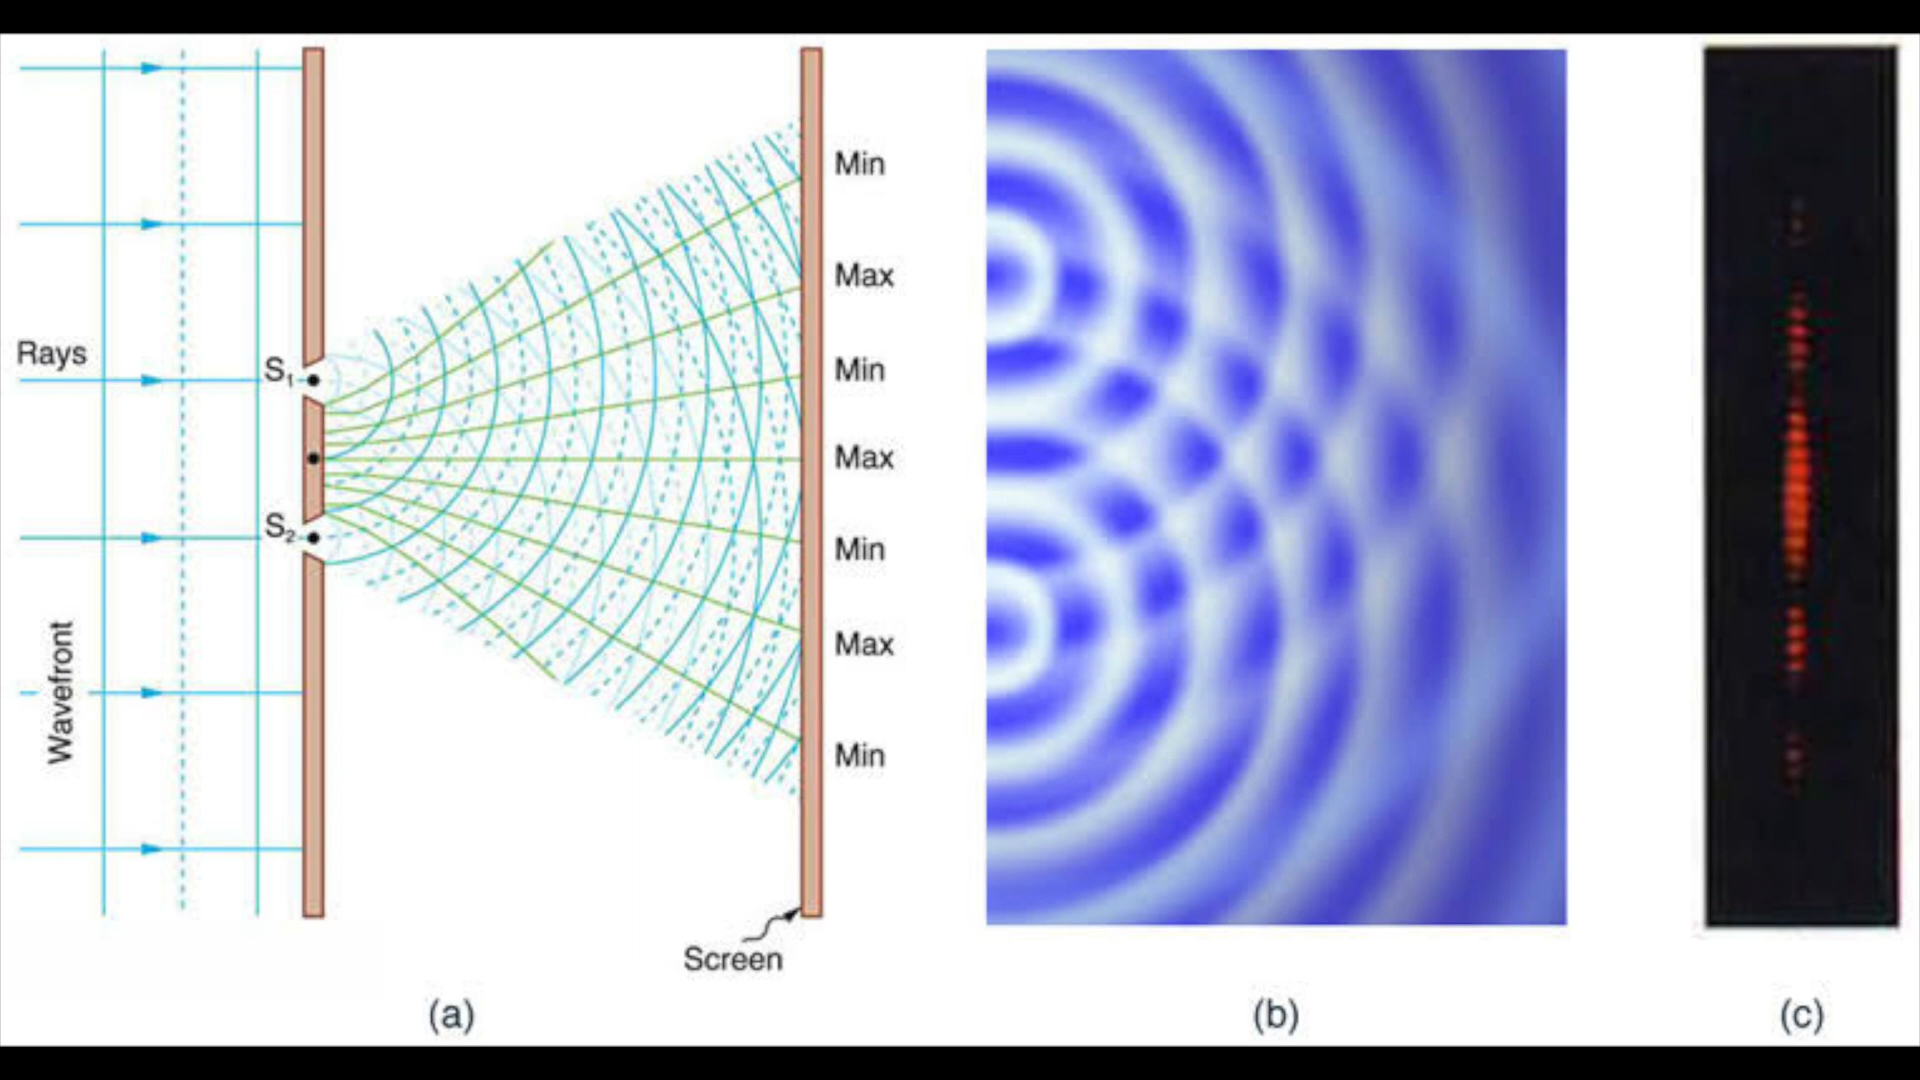 Rays
Wavefront
S₁
S₂
Min
Max
Min
Max
Min
Max
Min
Screen
(a)
(b)
(c)